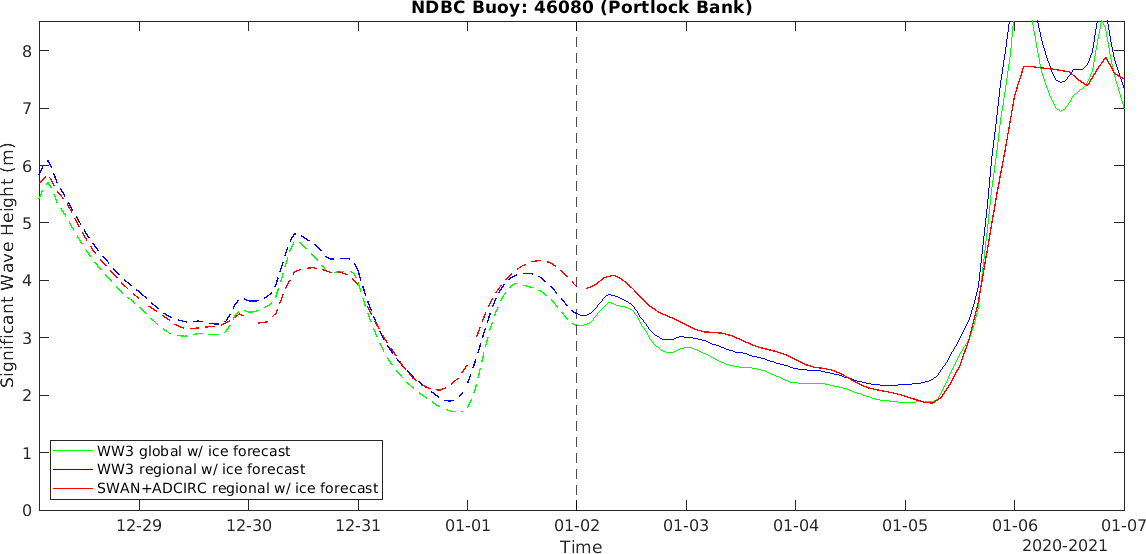 NDBC Buoy: 46080 (Portlock Bank)
Significant Wave Height (m)
8
7
6
5
4
3
2
1
0
WW3 global w/ ice forecast
WW3 regional w/ ice forecast
SWAN+ADCIRC regional w/ ice forecast
12-29 12-30 12-31 01-01 01-02 01-03 01-04 01-05 01-06 01-07
Time
2020-2021